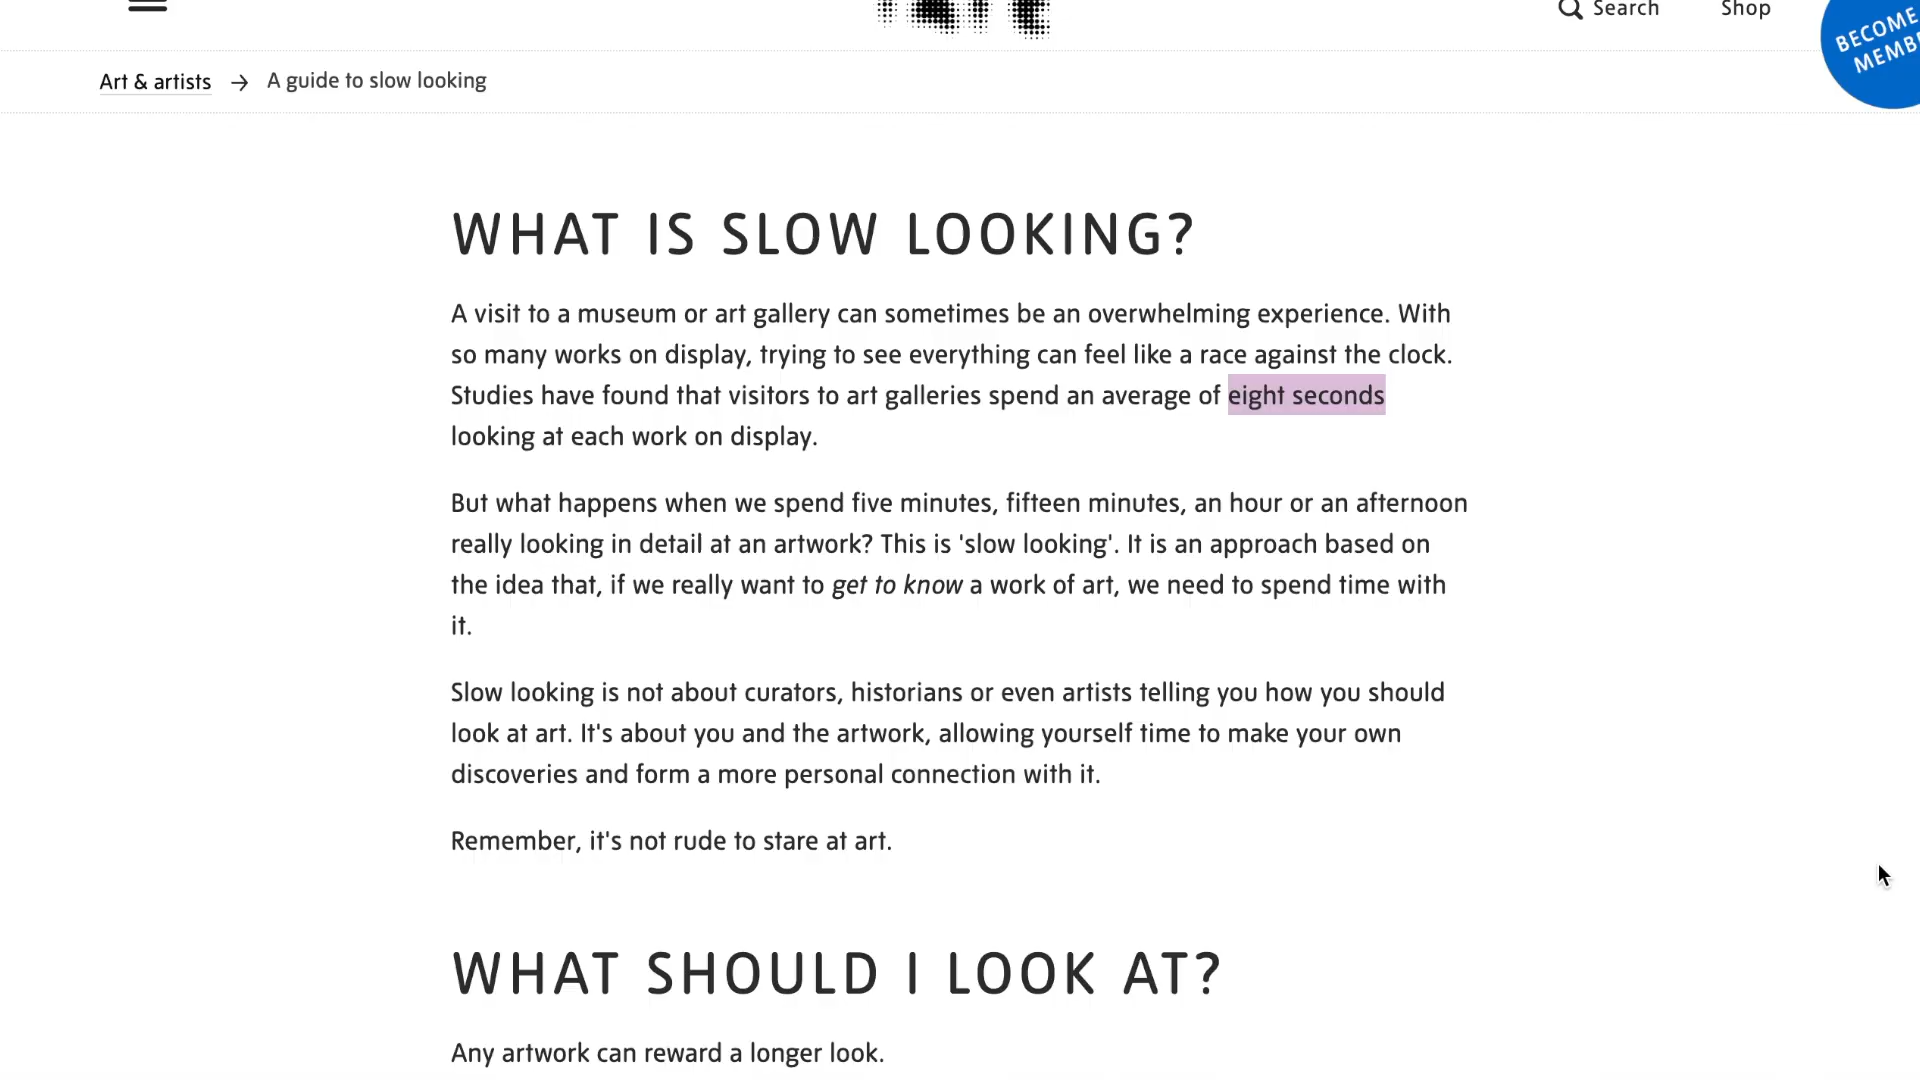 Search
Shop
BECOME
Art & artists → A guide to slow looking
WHAT IS SLOW LOOKING?
A visit to a museum or art gallery can sometimes be an overwhelming experience. With
so many works on display, trying to see everything can feel like a race against the clock.
Studies have found that visitors to art galleries spend an average of eight seconds
looking at each work on display.
But what happens when we spend five minutes, fifteen minutes, an hour or an afternoon
really looking in detail at an artwork? This is 'slow looking'. It is an approach based on
the idea that, if we really want to get to know a work of art, we need to spend time with
it.
Slow looking is not about curators, historians or even artists telling you how you should
look at art. It's about you and the artwork, allowing yourself time to make your own
discoveries and form a more personal connection with it.
Remember, it's not rude to stare at art.
WHAT SHOULD I LOOK AT?
Any artwork can reward a longer look.